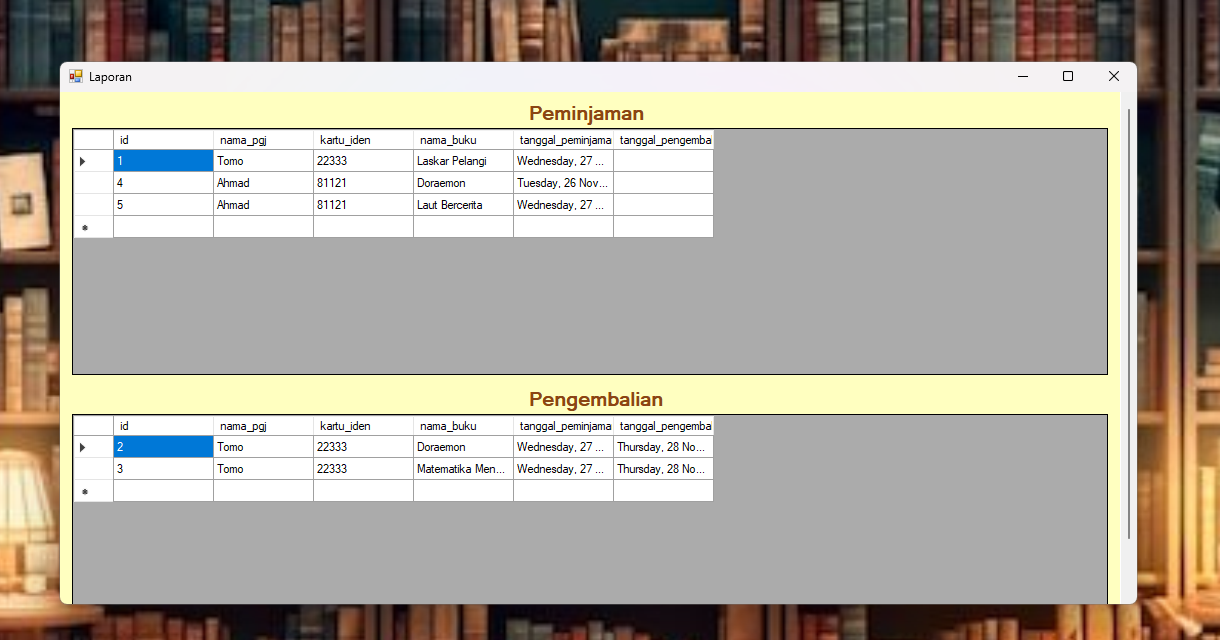 Laporan
Peminjaman
id nama_pgj kartu_iden nama_buku tanggal_peminjama tanggal_pengemba
1 Tomo 22333 Laskar Pelangi Wednesday, 27 ...
4 Ahmad 81121 Doraemon Tuesday, 26 Nov...
5 Ahmad 81121 Laut Bercerita Wednesday, 27 ...
Pengembalian
id nama_pgj kartu_iden nama_buku tanggal_peminjama tanggal_pengemba
2 Tomo 22333 Doraemon Wednesday, 27 ... Thursday, 28 No...
3 Tomo 22333 Matematika Men... Wednesday, 27 ... Thursday, 28 No...